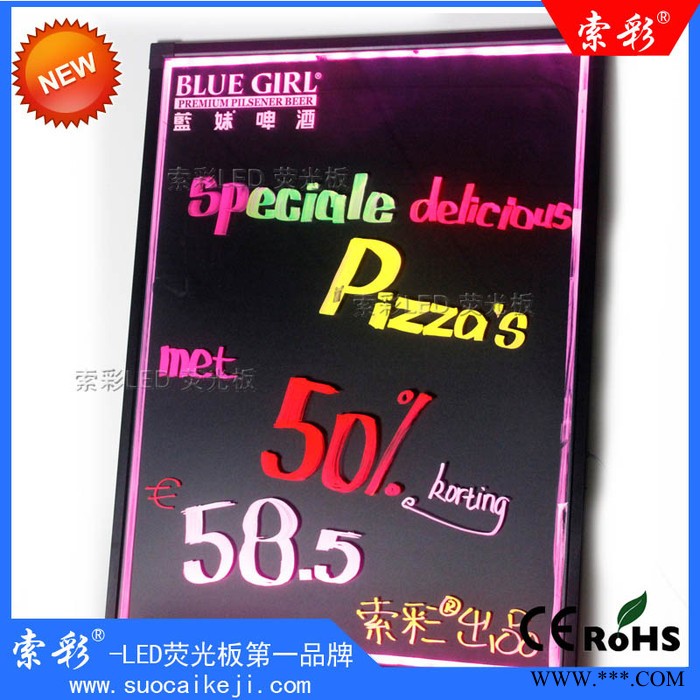 NEW
索彩®
BLUE GIRL®
PREMIUM PILSENER BEER
藍妹啤酒
索彩LED 荧光板
Speciale delicious
Pizza's
索彩LED 荧光板
met
索彩LED 荧光板
50%
korting
€
58.5
索彩®出品
CE RoHS
索彩®-LED荧光板第一品牌
www.suocaikeji.com
www.***.COM